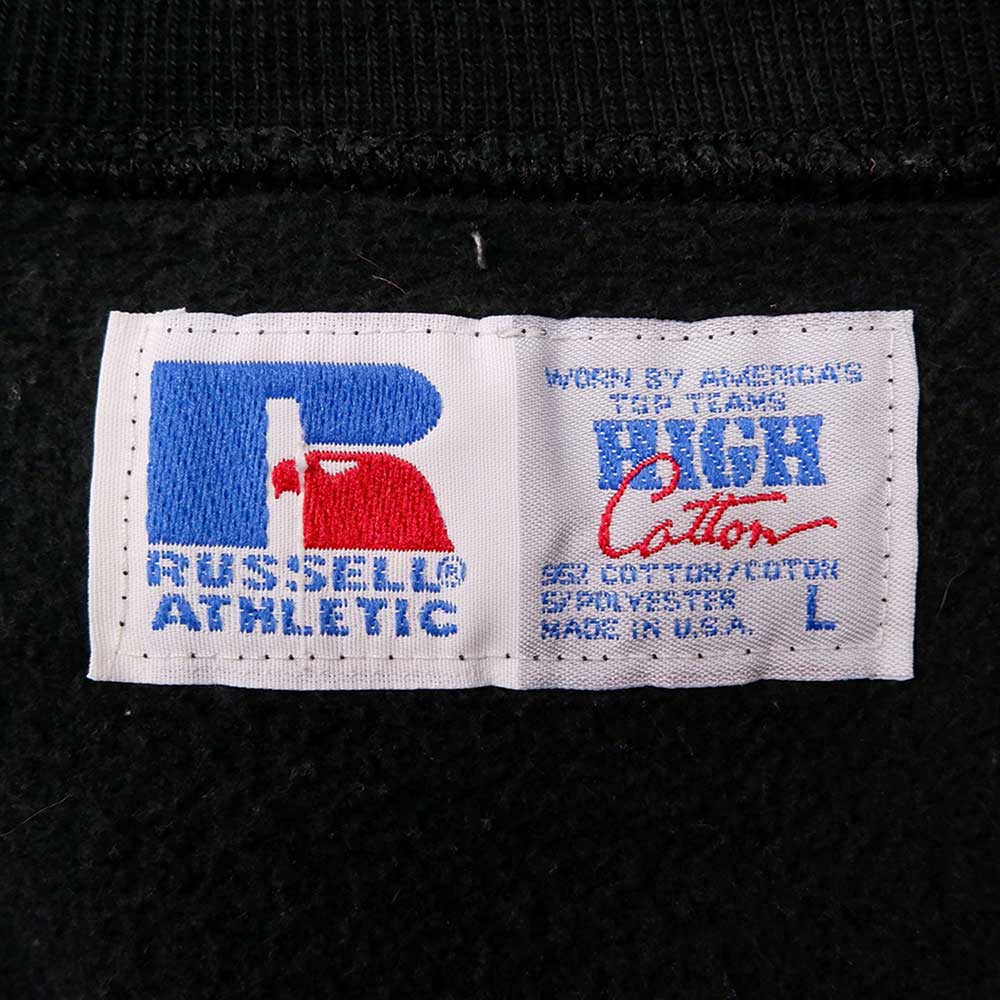 RUSSELL®
ATHLETIC
WORN BY AMERICA'S
TOP TEAMS
HIGH
Cotton
95% COTTON/COTON
5/POLYESTER
MADE IN U.S.A.
L